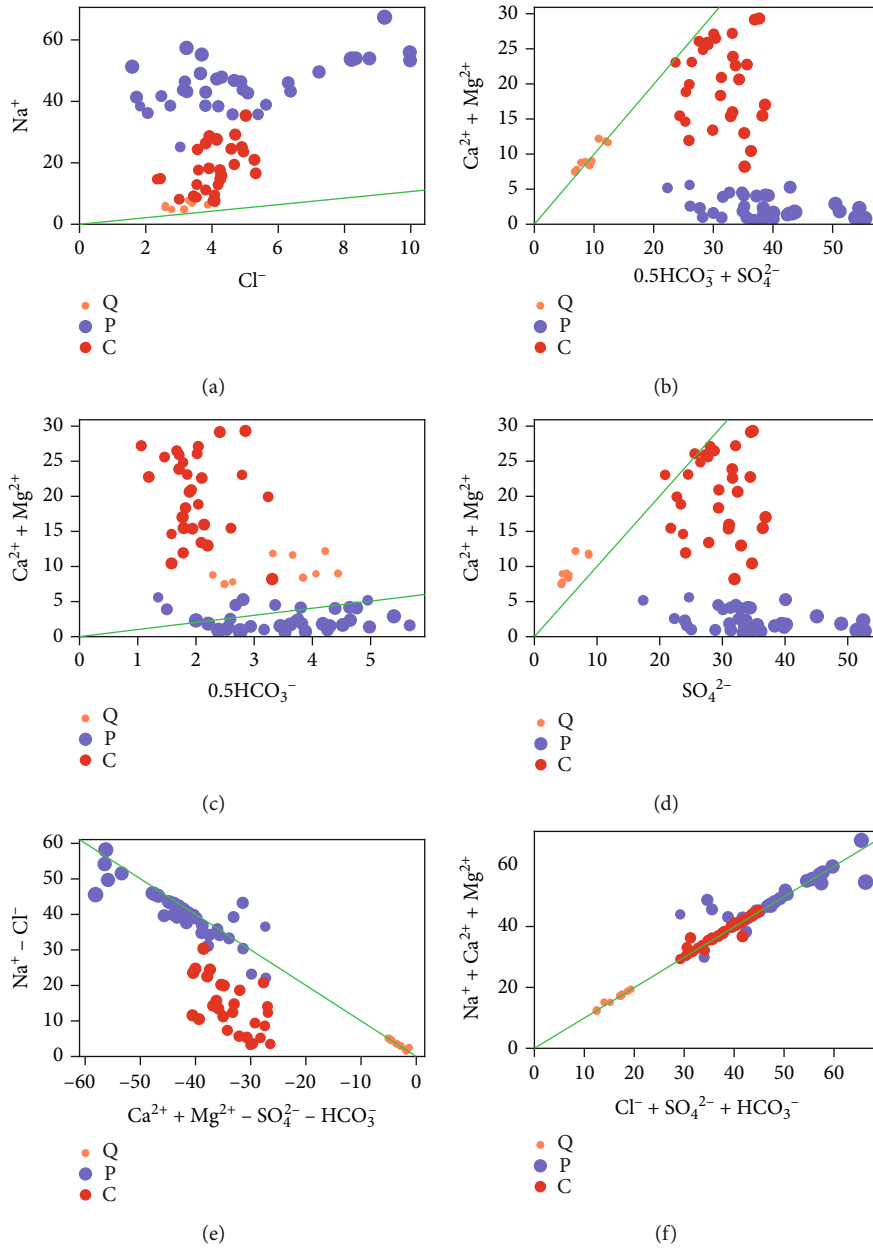 Na⁺
60
40
20
0
0 2 4 6 8 10
Cl⁻
Q
P
C
(a)
Ca²⁺ + Mg²⁺
30
25
20
15
10
5
0
0 10 20 30 40 50
0.5HCO₃⁻ + SO₄²⁻
Q
P
C
(b)
Ca²⁺ + Mg²⁺
30
25
20
15
10
5
0
0 1 2 3 4 5
0.5HCO₃⁻
Q
P
C
(c)
Ca²⁺ + Mg²⁺
30
25
20
15
10
5
0
0 10 20 30 40 50
SO₄²⁻
Q
P
C
(d)
Na⁺ – Cl⁻
60
50
40
30
20
10
0
–60 –50 –40 –30 –20 –10 0
Ca²⁺ + Mg²⁺ – SO₄²⁻ – HCO₃⁻
Q
P
C
(e)
Na⁺ + Ca²⁺ + Mg²⁺
60
40
20
0
0 10 20 30 40 50 60
Cl⁻ + SO₄²⁻ + HCO₃⁻
Q
P
C
(f)